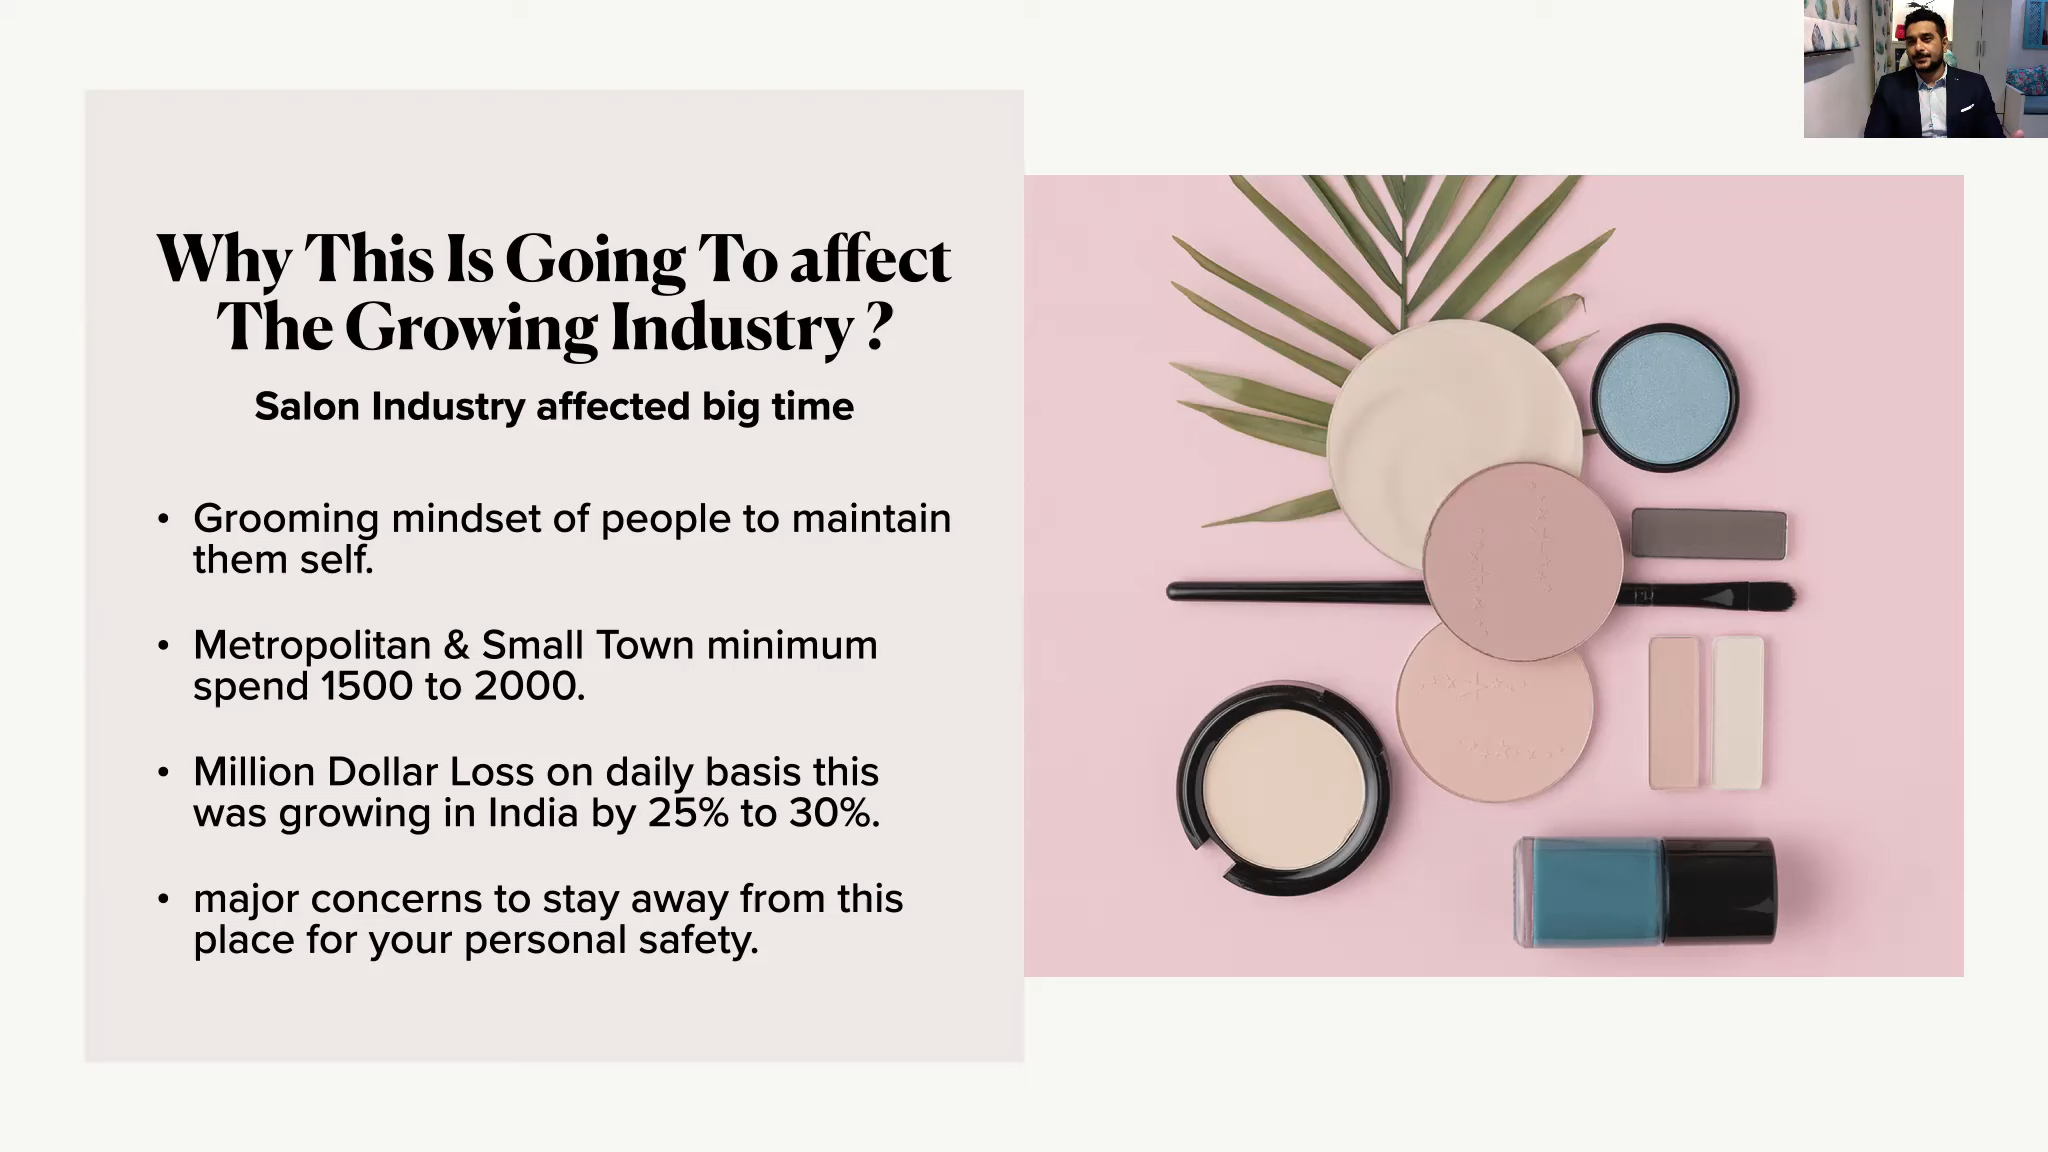 Why This Is Going To affect
The Growing Industry ?
Salon Industry affected big time
• Grooming mindset of people to maintain
them self.
• Metropolitan & Small Town minimum
spend 1500 to 2000.
• Million Dollar Loss on daily basis this
was growing in India by 25% to 30%.
• major concerns to stay away from this
place for your personal safety.